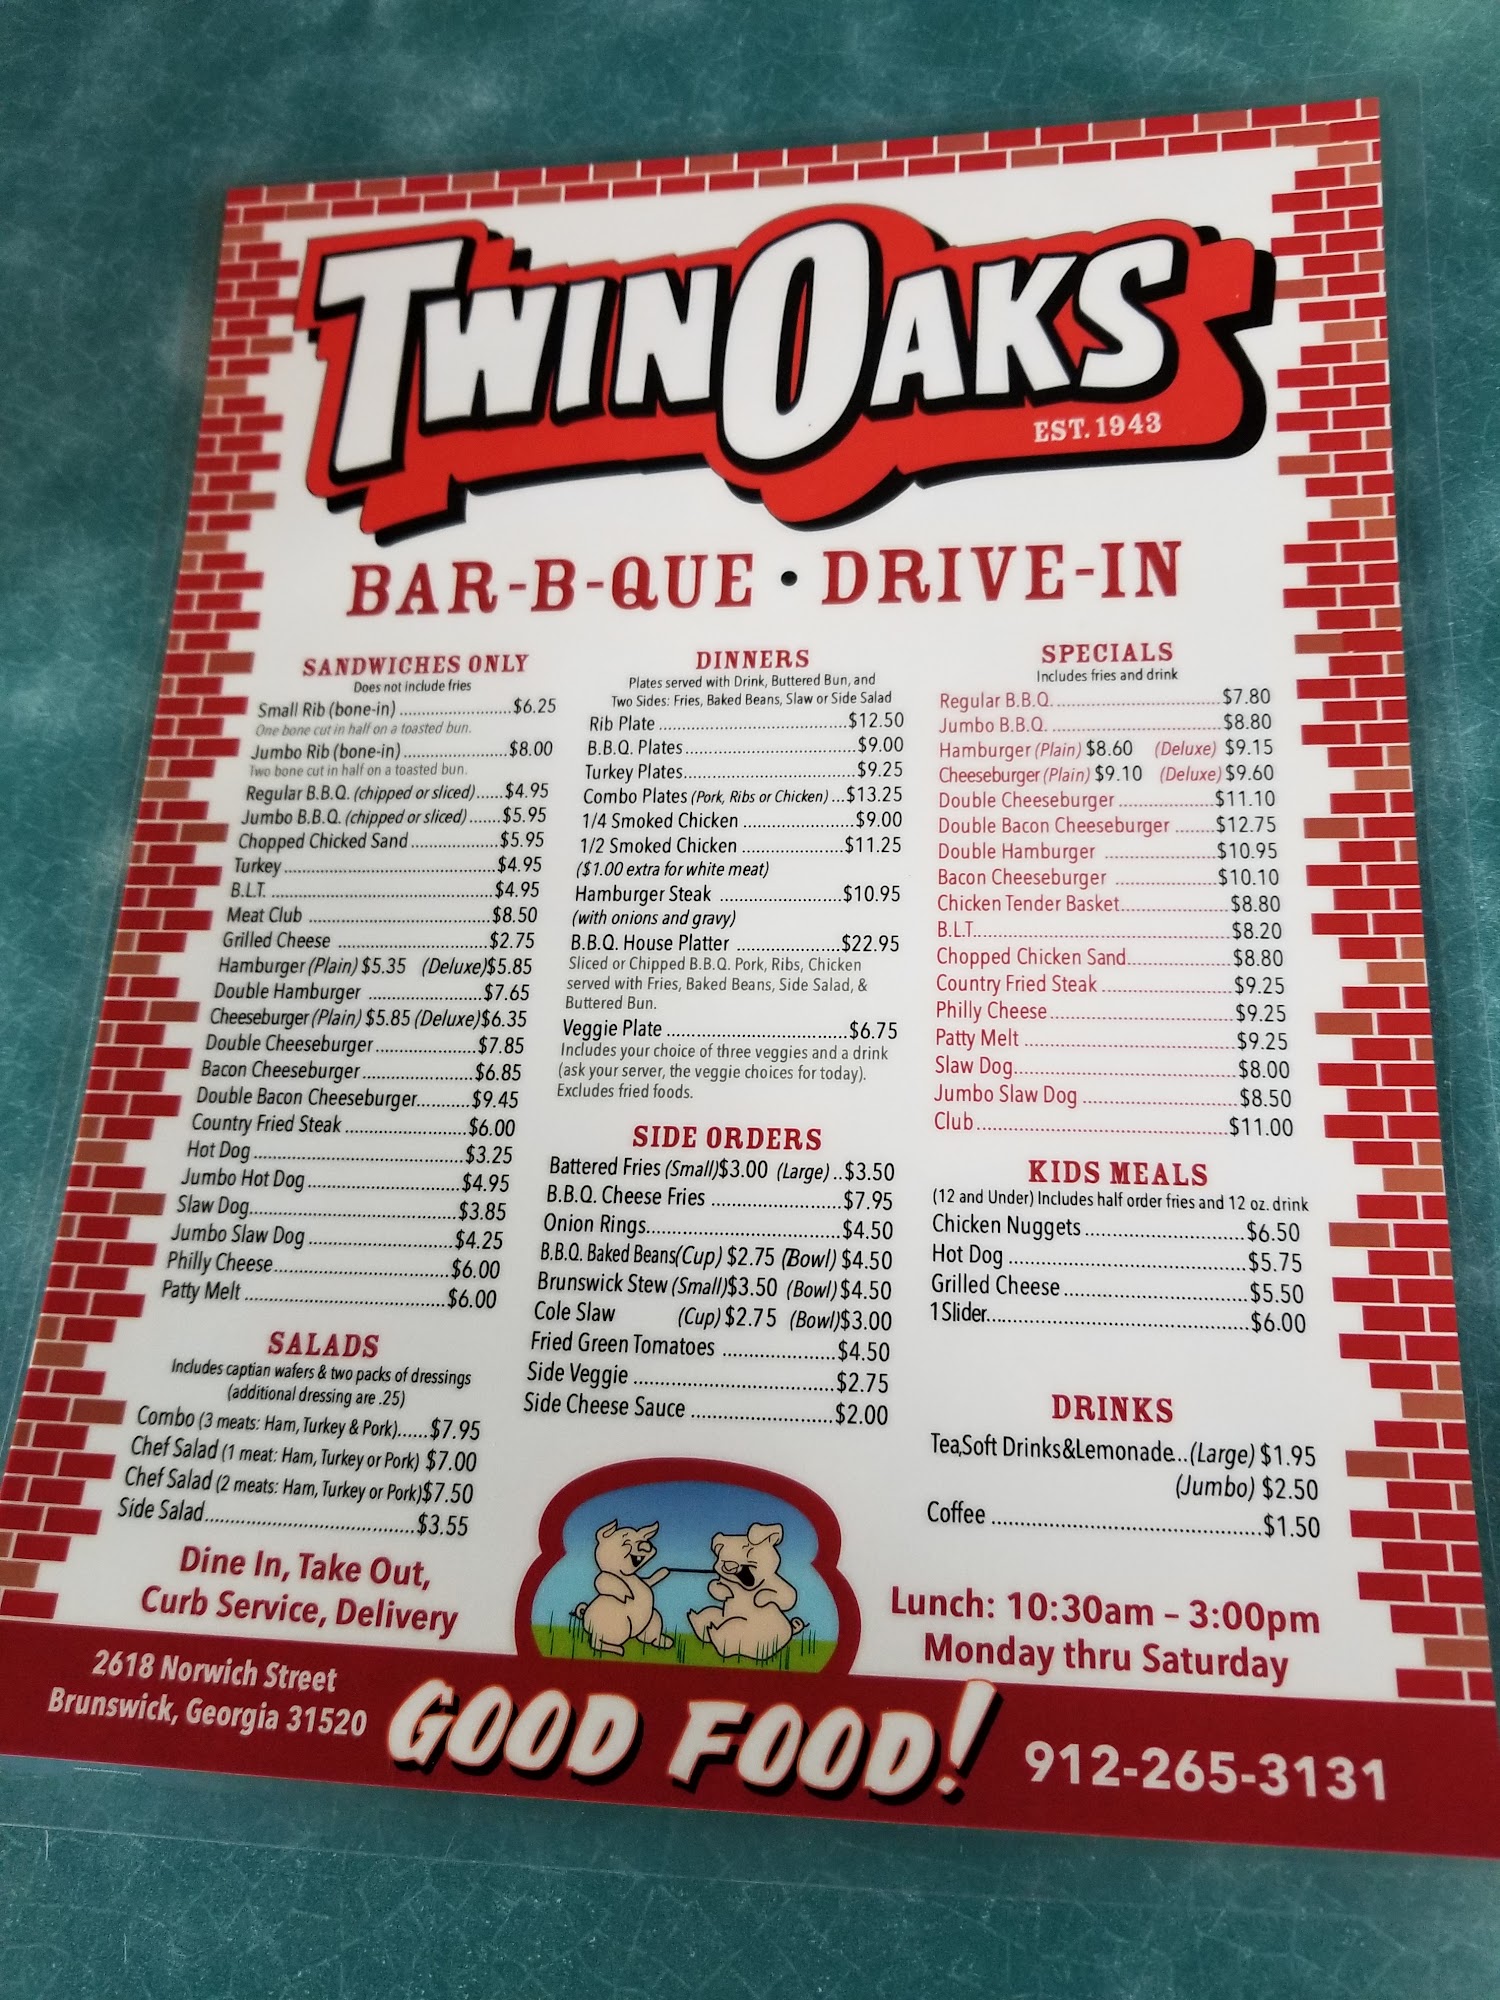 TWIN OAKS
EST. 1943
BAR-B-QUE • DRIVE-IN
SANDWICHES ONLY
Does not include fries
Small Rib (bone-in) ..................$6.25
One bone cut in half on a toasted bun.
Jumbo Rib (bone-in) .................$8.00
Two bone cut in half on a toasted bun.
Regular B.B.Q. (chipped or sliced).....$4.95
Jumbo B.B.Q. (chipped or sliced) ......$5.95
Chopped Chicked Sand...............$5.95
Turkey.....................................$4.95
B.L.T. ......................................$4.95
Meat Club ...............................$8.50
Grilled Cheese .........................$2.75
Hamburger (Plain) $5.35 (Deluxe)$5.85
Double Hamburger ...................$7.65
Cheeseburger (Plain) $5.85 (Deluxe)$6.35
Double Cheeseburger.................$7.85
Bacon Cheeseburger...................$6.85
Double Bacon Cheeseburger..........$9.45
Country Fried Steak ....................$6.00
Hot Dog...................................$3.25
Jumbo Hot Dog.........................$4.95
Slaw Dog..................................$3.85
Jumbo Slaw Dog........................$4.25
Philly Cheese.............................$6.00
Patty Melt .................................$6.00
SALADS
Includes captian wafers & two packs of dressings
(additional dressing are .25)
Combo (3 meats: Ham, Turkey & Pork)......$7.95
Chef Salad (1 meat: Ham, Turkey or Pork) $7.00
Chef Salad (2 meats: Ham, Turkey or Pork)$7.50
Side Salad...................................$3.55
Dine In, Take Out,
Curb Service, Delivery
DINNERS
Plates served with Drink, Buttered Bun, and
Two Sides: Fries, Baked Beans, Slaw or Side Salad
Rib Plate ................................$12.50
B.B.Q. Plates.............................$9.00
Turkey Plates.............................$9.25
Combo Plates (Pork, Ribs or Chicken) ...$13.25
1/4 Smoked Chicken ...................$9.00
1/2 Smoked Chicken ..................$11.25
($1.00 extra for white meat)
Hamburger Steak .....................$10.95
(with onions and gravy)
B.B.Q. House Platter ..................$22.95
Sliced or Chipped B.B.Q. Pork, Ribs, Chicken
served with Fries, Baked Beans, Side Salad, &
Buttered Bun.
Veggie Plate ..............................$6.75
Includes your choice of three veggies and a drink
(ask your server, the veggie choices for today).
Excludes fried foods.
SIDE ORDERS
Battered Fries (Small)$3.00 (Large) ..$3.50
B.B.Q. Cheese Fries ......................$7.95
Onion Rings................................$4.50
B.B.Q. Baked Beans(Cup) $2.75 (Bowl) $4.50
Brunswick Stew (Small)$3.50 (Bowl) $4.50
Cole Slaw (Cup) $2.75 (Bowl)$3.00
Fried Green Tomatoes ...................$4.50
Side Veggie .................................$2.75
Side Cheese Sauce ........................$2.00
SPECIALS
Includes fries and drink
Regular B.B.Q. ............................$7.80
Jumbo B.B.Q. .............................$8.80
Hamburger (Plain) $8.60 (Deluxe) $9.15
Cheeseburger (Plain) $9.10 (Deluxe) $9.60
Double Cheeseburger .................$11.10
Double Bacon Cheeseburger .......$12.75
Double Hamburger ...................$10.95
Bacon Cheeseburger .................$10.10
Chicken Tender Basket..................$8.80
B.L.T...........................................$8.20
Chopped Chicken Sand.................$8.80
Country Fried Steak ......................$9.25
Philly Cheese...............................$9.25
Patty Melt ...................................$9.25
Slaw Dog.....................................$8.00
Jumbo Slaw Dog ..........................$8.50
Club.........................................$11.00
KIDS MEALS
(12 and Under) Includes half order fries and 12 oz. drink
Chicken Nuggets ..........................$6.50
Hot Dog ......................................$5.75
Grilled Cheese..............................$5.50
1 Slider........................................$6.00
DRINKS
Tea,Soft Drinks&Lemonade...(Large) $1.95
(Jumbo) $2.50
Coffee ........................................$1.50
Lunch: 10:30am – 3:00pm
Monday thru Saturday
2618 Norwich Street
Brunswick, Georgia 31520
GOOD FOOD!
912-265-3131